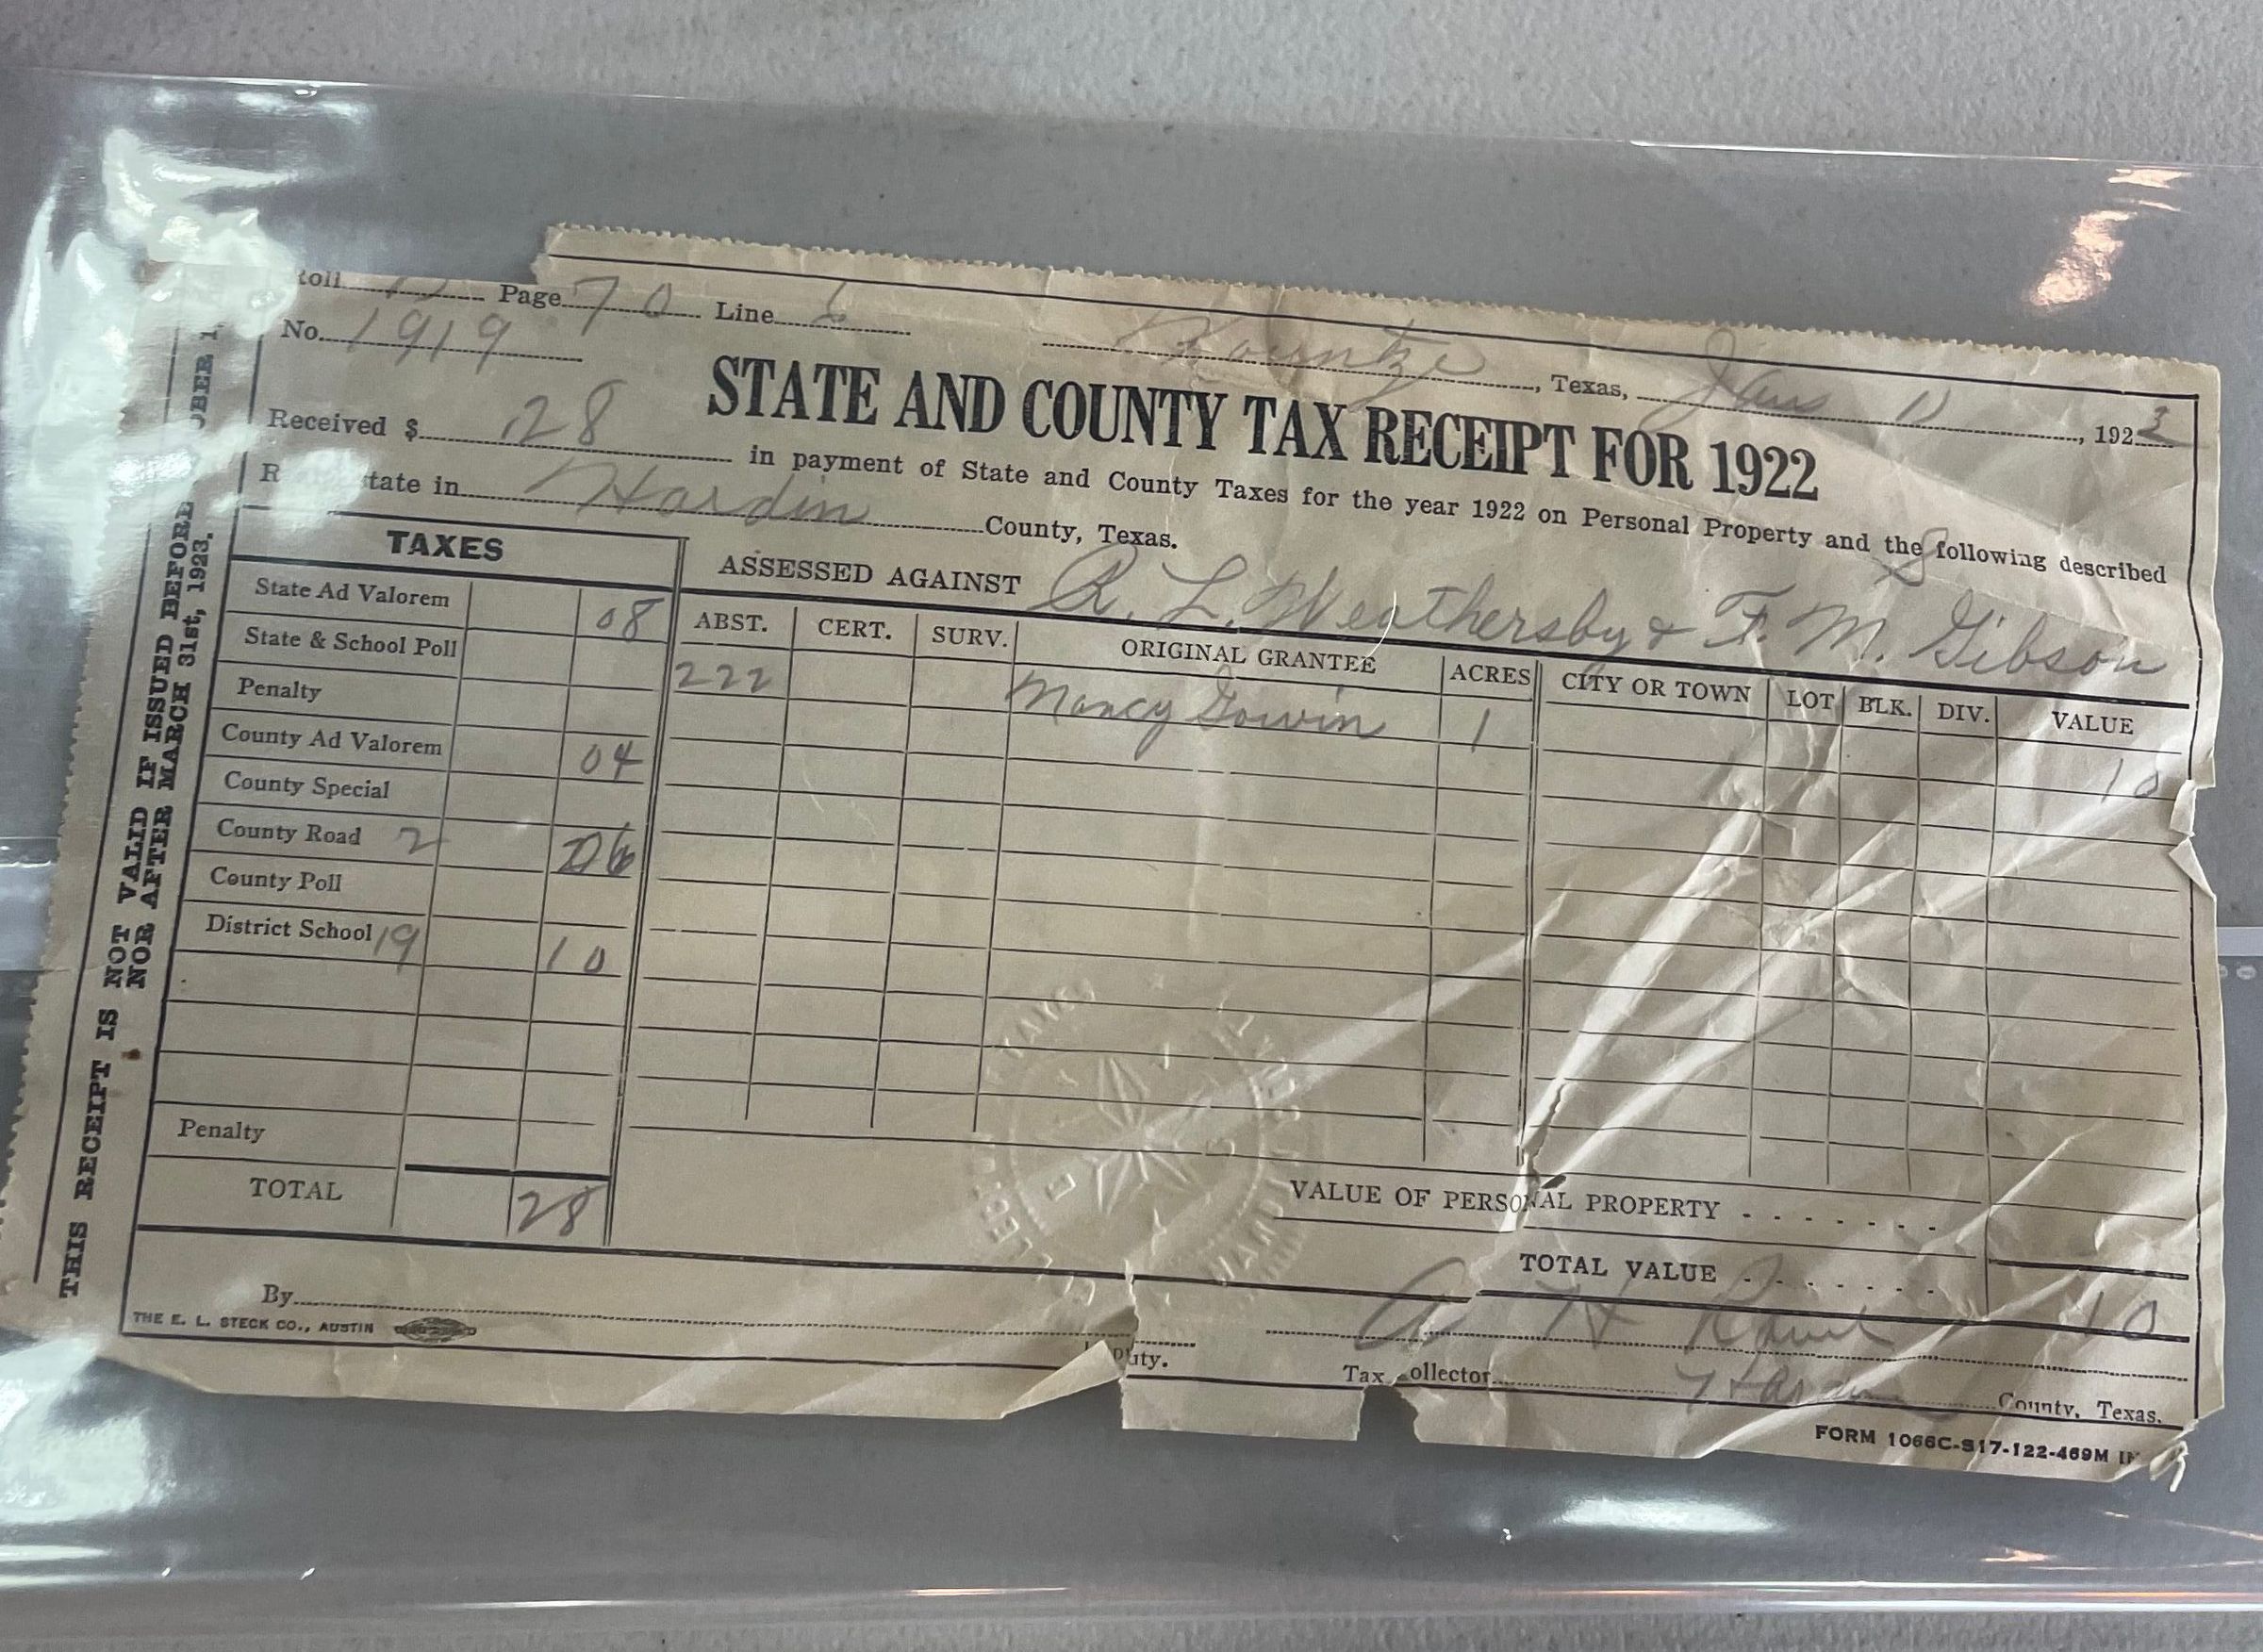 Page 70 Line
No. 1919
Kountze, Texas, Jan 11, 1923
STATE AND COUNTY TAX RECEIPT FOR 1922
Received $ 28 in payment of State and County Taxes for the year 1922 on Personal Property and the following described
state in Hardin County, Texas.
TAXES
ASSESSED AGAINST R. L. Weathersby & F. M. Gibson
ABST. CERT. SURV. ORIGINAL GRANTEE ACRES CITY OR TOWN LOT BLK. DIV. VALUE
222 Nancy Gowin 1 10
State Ad Valorem 08
State & School Poll
Penalty
County Ad Valorem 04
County Special
County Road 2 06
County Poll
District School 19 10
Penalty
TOTAL 28
VALUE OF PERSONAL PROPERTY
TOTAL VALUE 10
By
Deputy.
A H
Tax Collector Hardin County, Texas.
THE E. L. STECK CO., AUSTIN
FORM 1066C-S17-122-469M
THIS RECEIPT IS NOT VALID IF ISSUED BEFORE
NOR AFTER MARCH 31st, 1923.